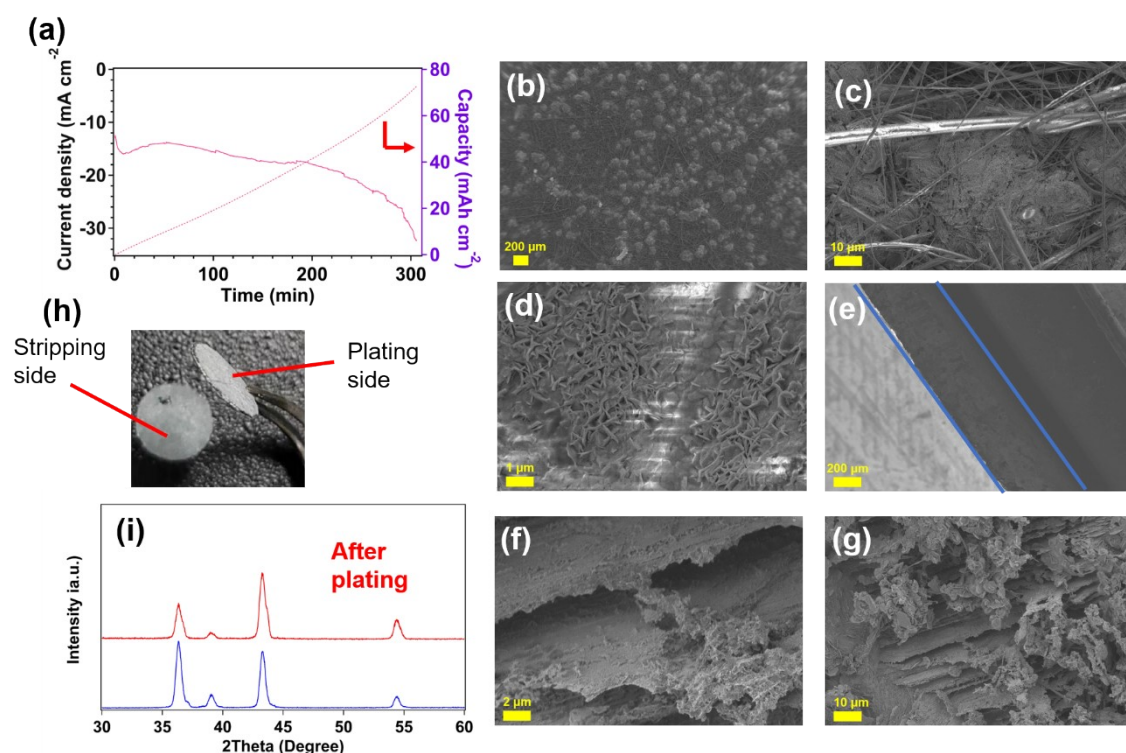 (a)
Current density (mA cm-2)
0
-10
-20
-30
Capacity (mAh cm-2)
80
60
40
20
0
0
100
200
300
Time (min)
(b)
200 μm
(c)
10 μm
(h)
Stripping
side
Plating
side
(d)
1 μm
(e)
200 μm
(i)
After
plating
Intensity ia.u.)
30
35
40
45
50
55
60
2Theta (Degree)
(f)
2 μm
(g)
10 μm